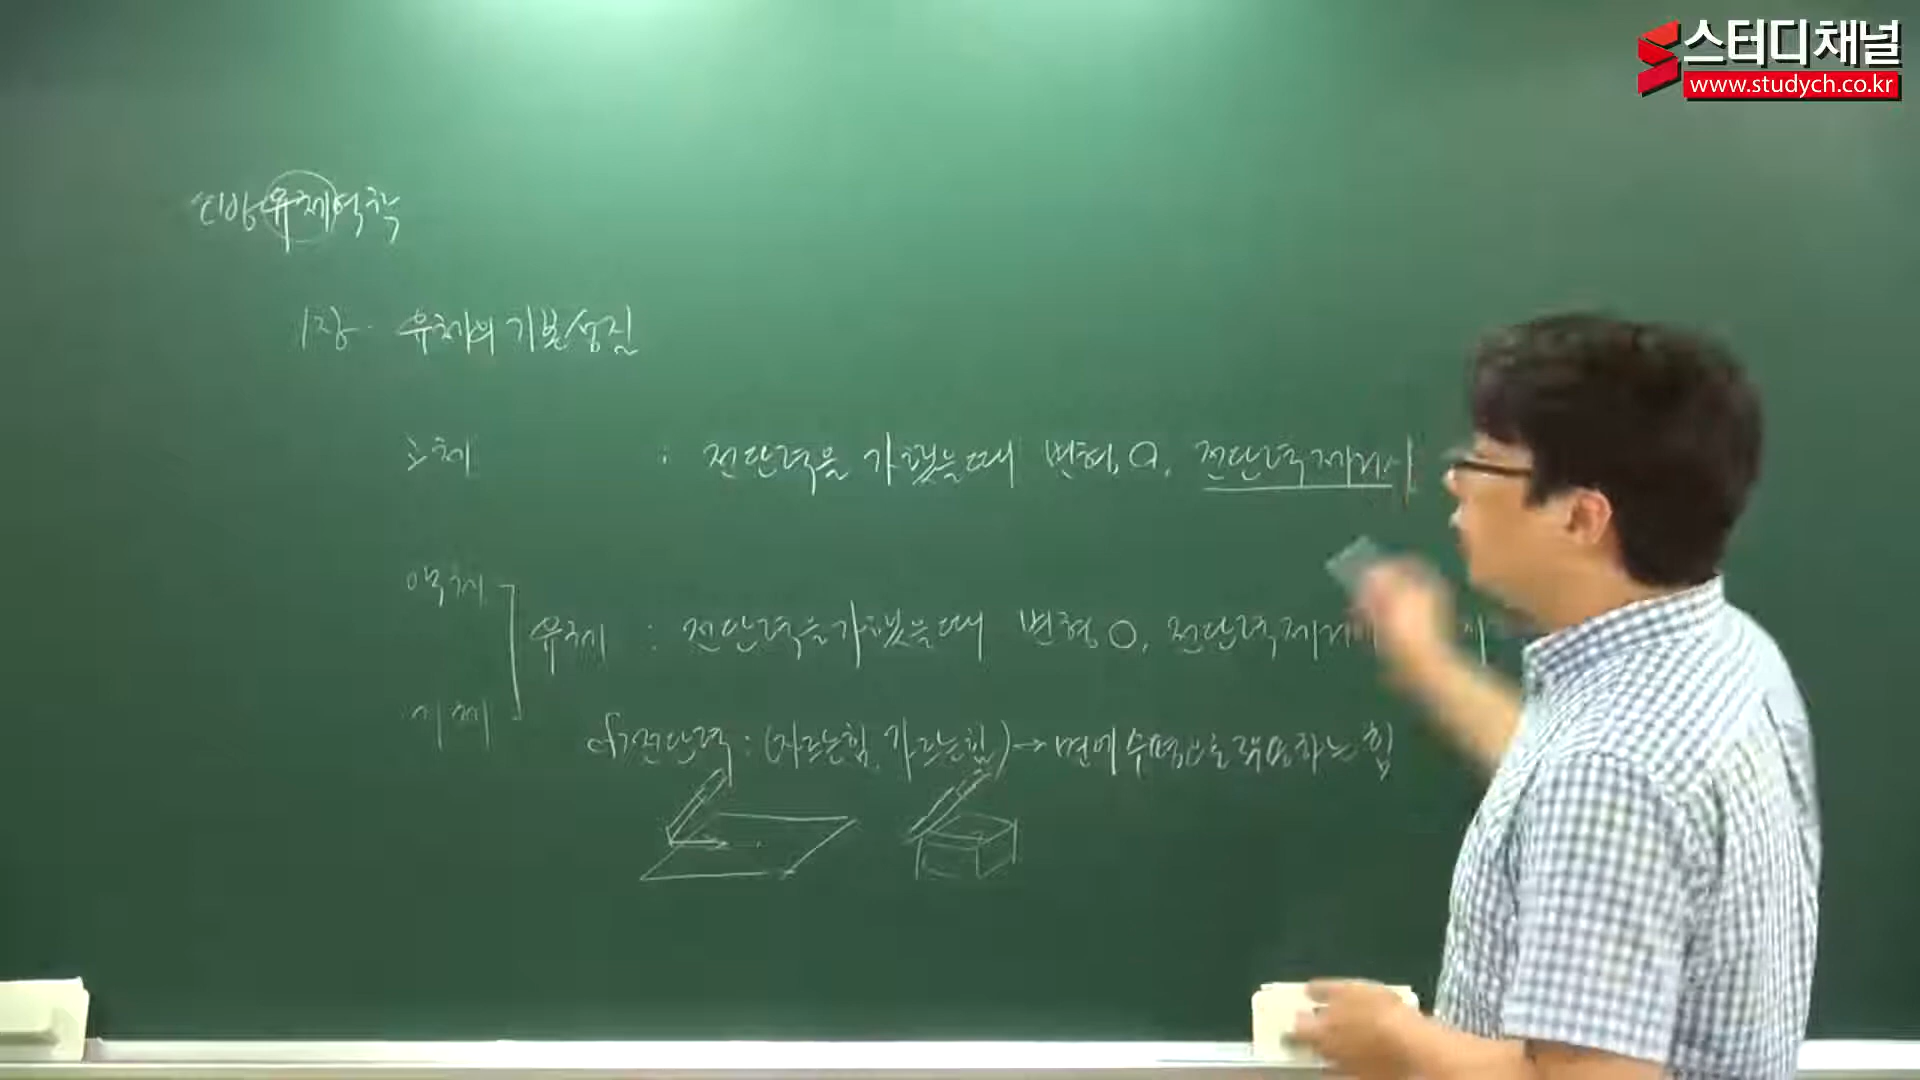 스터디채널
www.studych.co.kr
소방유체역학
1장. 유체의 기본성질
고체 : 전단력을 가했을때 변형 O, 전단력제거시
액체
유체 : 전단력을가했을때 변형 O, 전단력제거
기체
cf) 전단력 : (자르는힘, 가르는힘) → 면에 수평으로 작용하는 힘